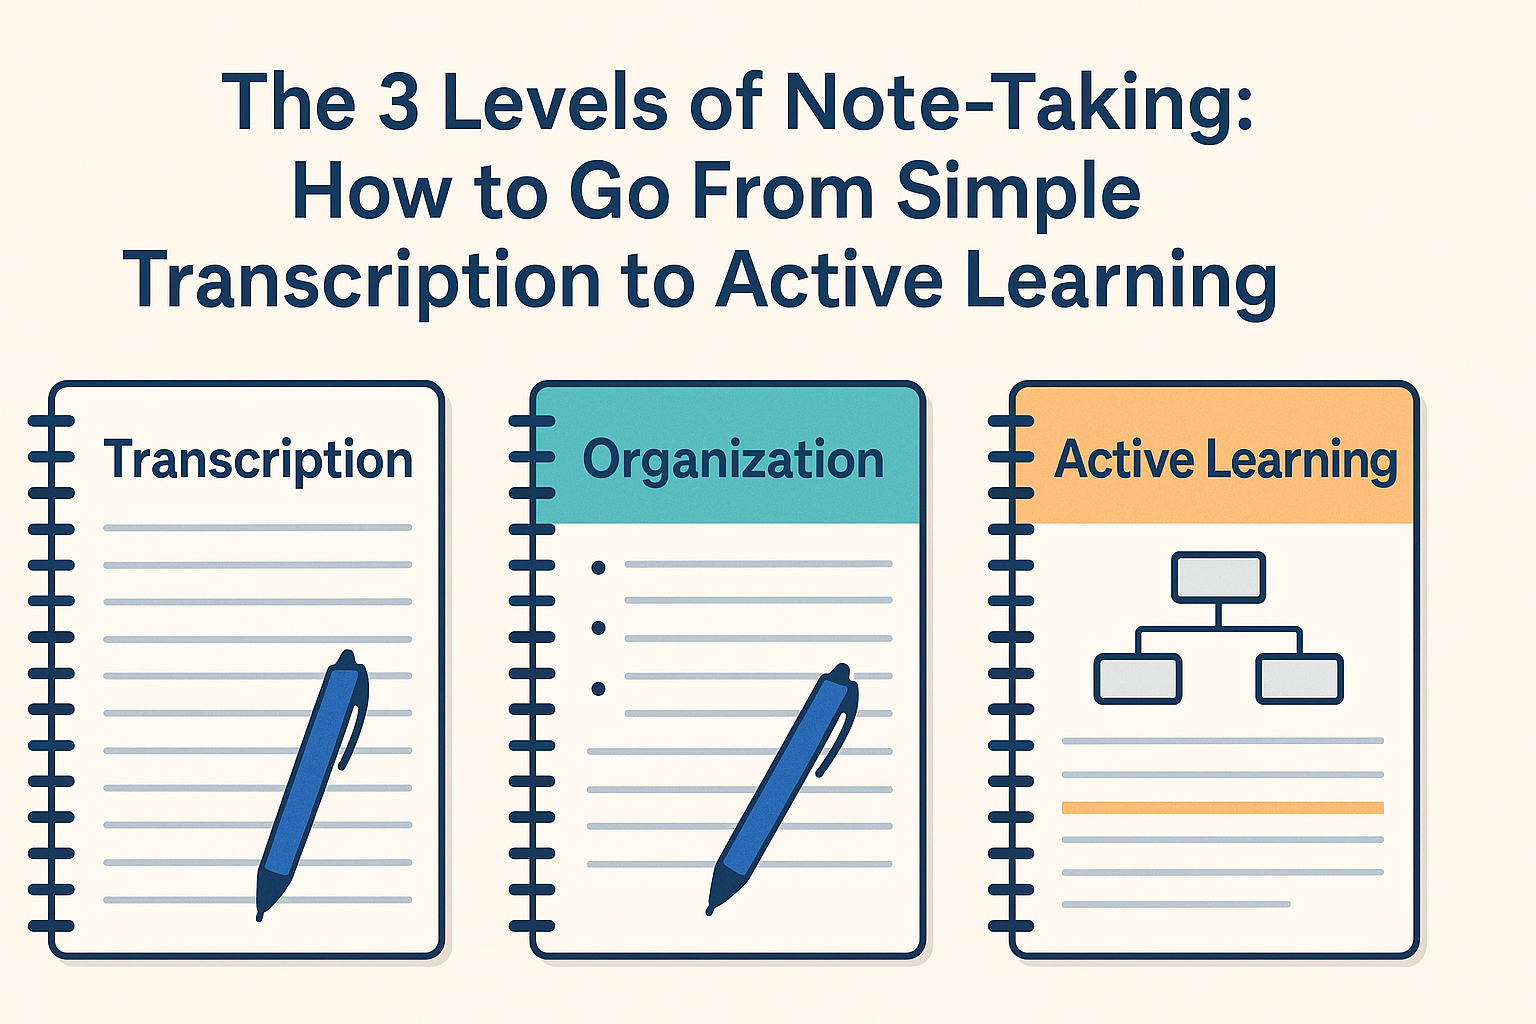 The 3 Levels of Note-Taking:
How to Go From Simple
Transcription to Active Learning
Transcription
Organization
Active Learning